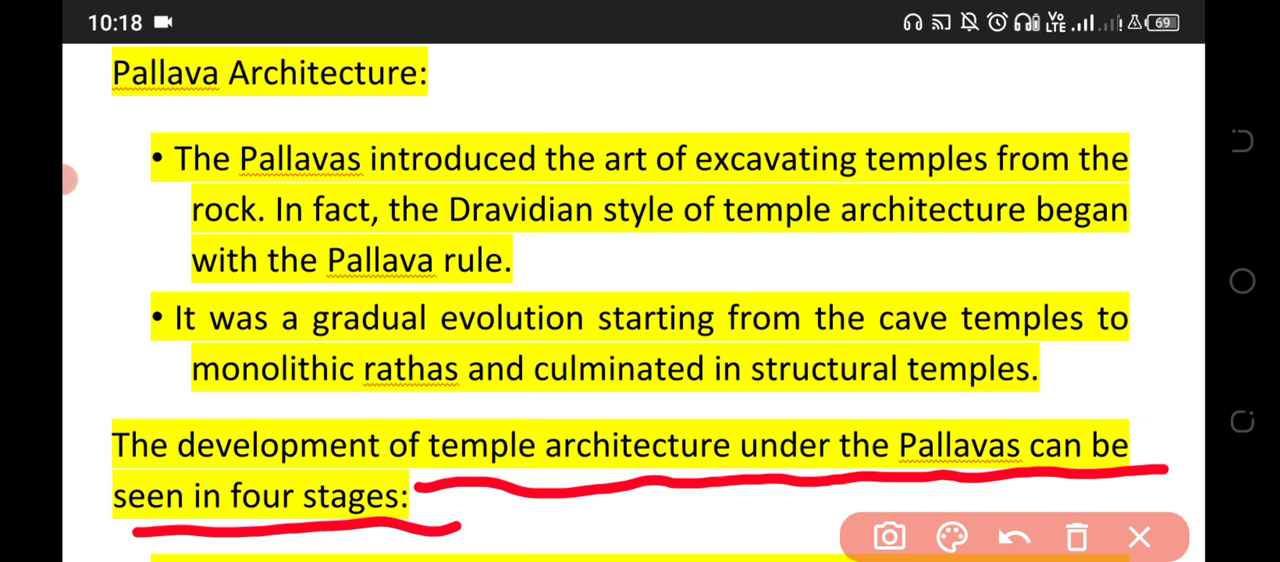 10:18
Vo
LTE
69
Pallava Architecture:
• The Pallavas introduced the art of excavating temples from the
rock. In fact, the Dravidian style of temple architecture began
with the Pallava rule.
• It was a gradual evolution starting from the cave temples to
monolithic rathas and culminated in structural temples.
The development of temple architecture under the Pallavas can be
seen in four stages: